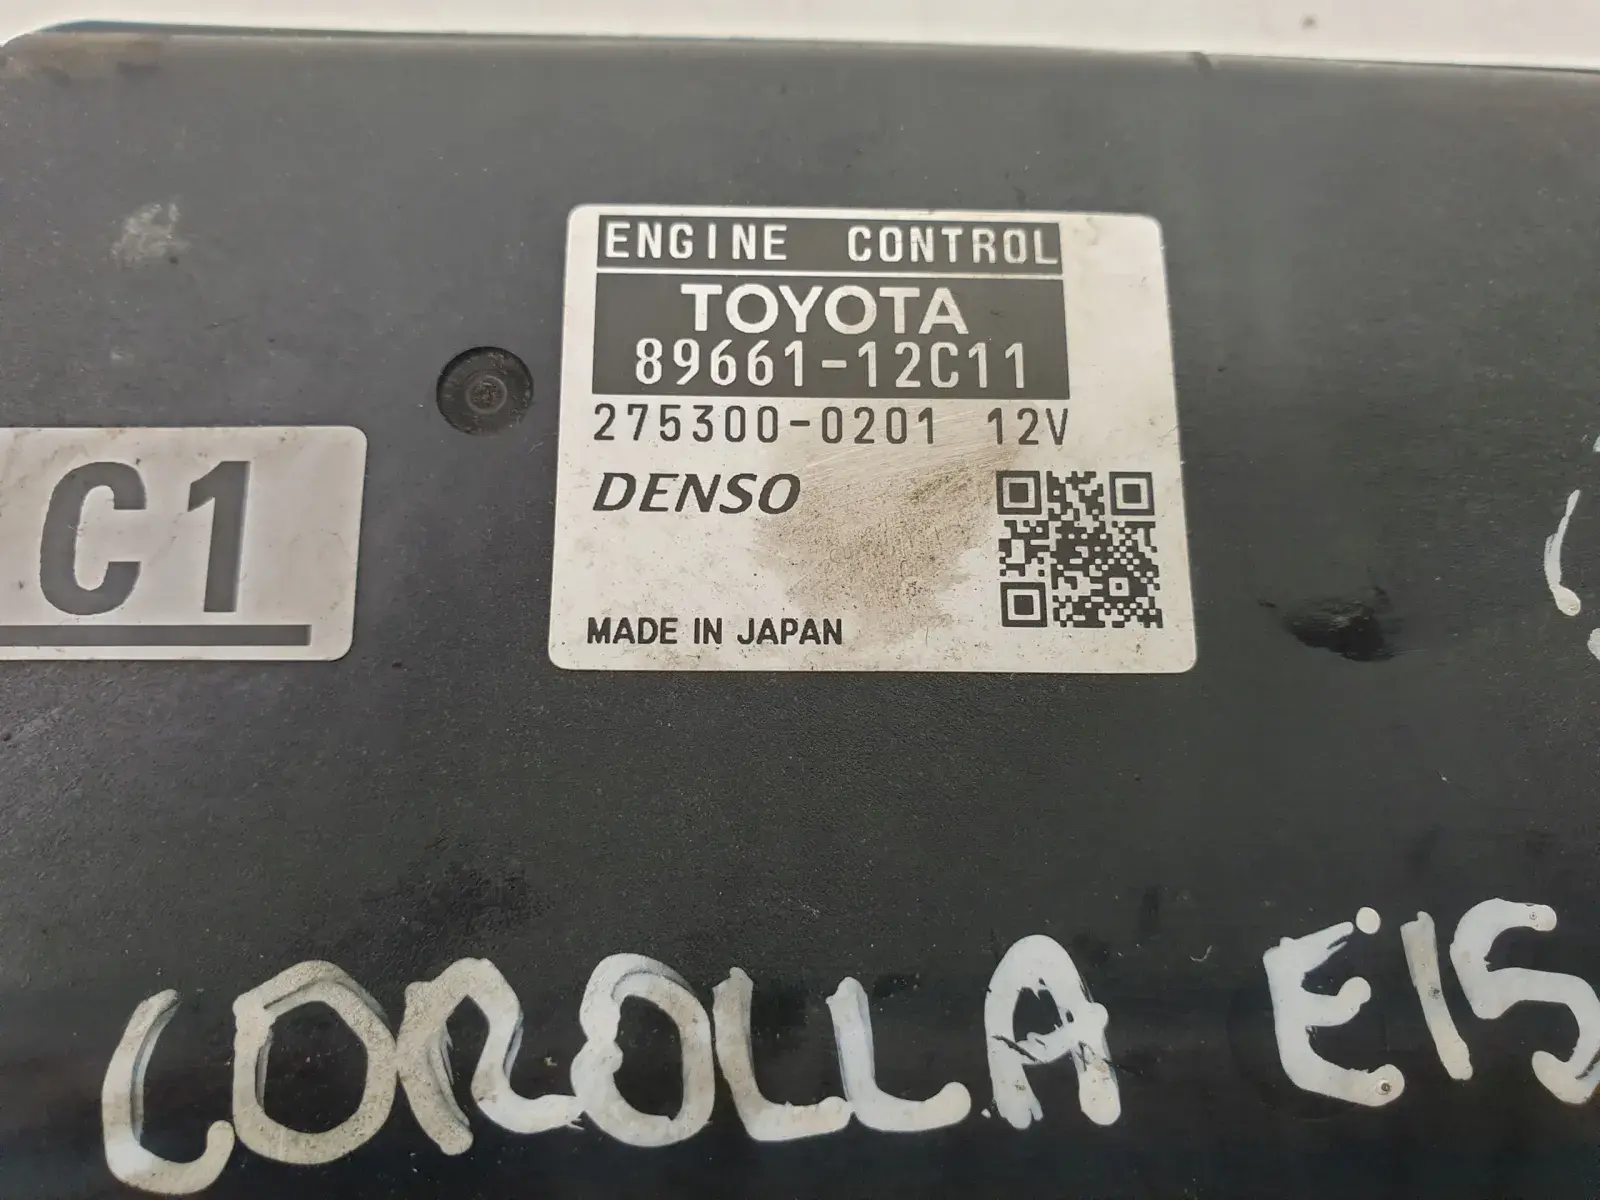 ENGINE CONTROL
TOYOTA
89661-12C11
275300-0201 12V
DENSO
MADE IN JAPAN
C1
COROLLA E15